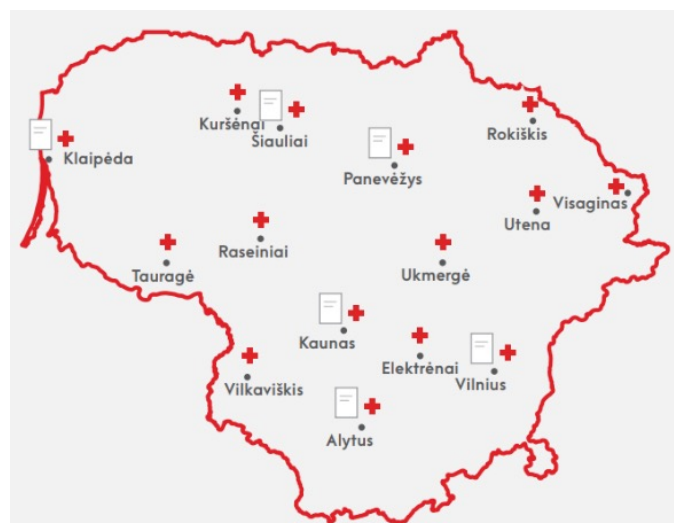 Kuršėnai
Šiauliai
Rokiškis
Klaipėda
Panevėžys
Visaginas
Utena
Raseiniai
Tauragė
Ukmergė
Kaunas
Elektrėnai
Vilnius
Vilkaviškis
Alytus